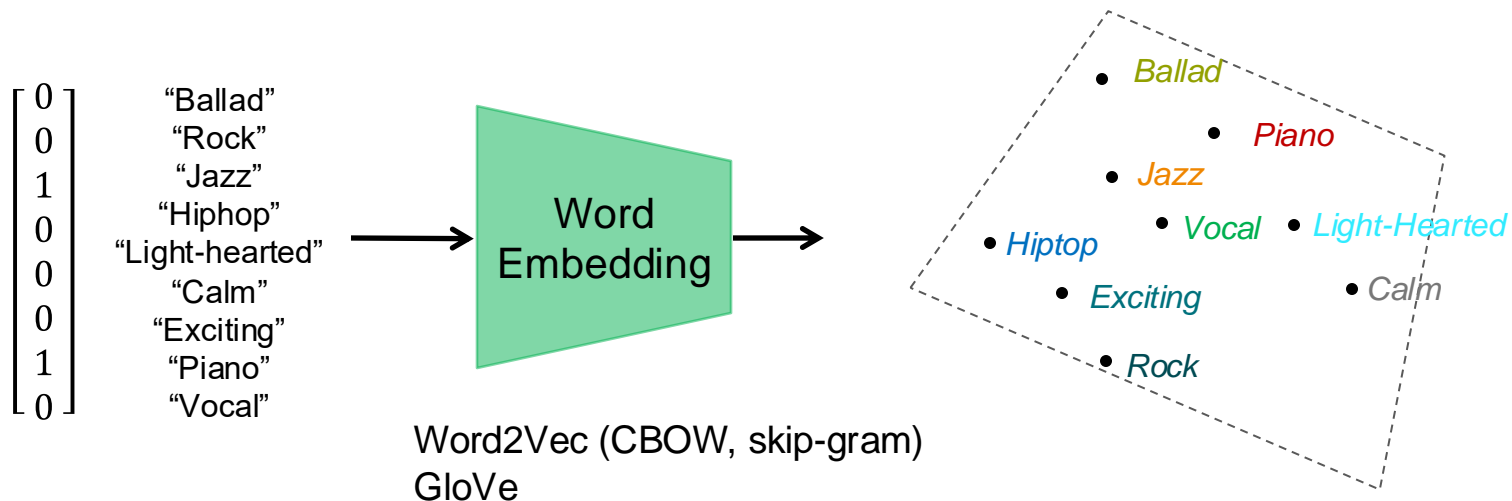 0
0
1
0
0
0
1
0
“Ballad”
“Rock”
“Jazz”
“Hiphop”
“Light-hearted”
“Calm”
“Exciting”
“Piano”
“Vocal”
Word
Embedding
Word2Vec (CBOW, skip-gram)
GloVe
Ballad
Piano
Jazz
Vocal
Light-Hearted
Hiptop
Calm
Exciting
Rock